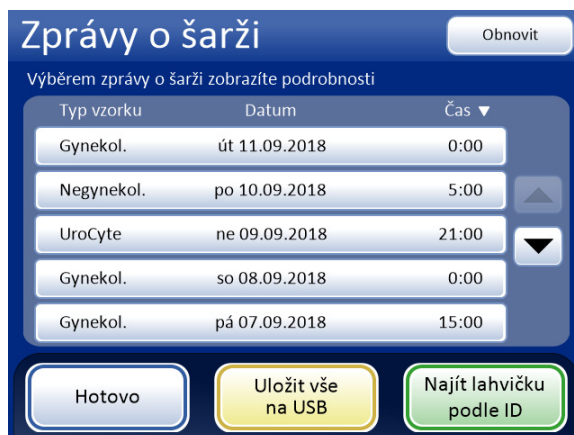 Zprávy o šarži
Obnovit
Výběrem zprávy o šarži zobrazíte podrobnosti
Typ vzorku Datum Čas ▼
Gynekol. út 11.09.2018 0:00
Negynekol. po 10.09.2018 5:00
UroCyte ne 09.09.2018 21:00
Gynekol. so 08.09.2018 0:00
Gynekol. pá 07.09.2018 15:00
Hotovo
Uložit vše
na USB
Najít lahvičku
podle ID